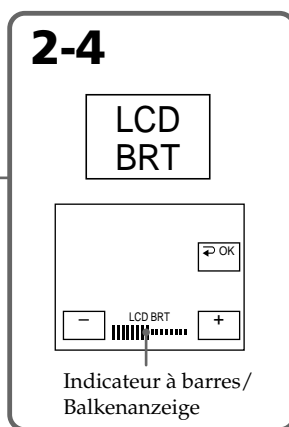 2-4
LCD
BRT
⮌ OK
– LCD BRT +
Indicateur à barres/
Balkenanzeige